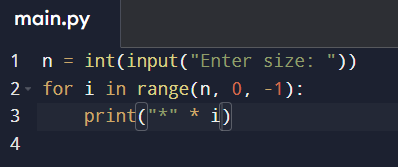 main.py
1 n = int(input("Enter size: "))
2 for i in range(n, 0, -1):
3     print("*" * i)
4